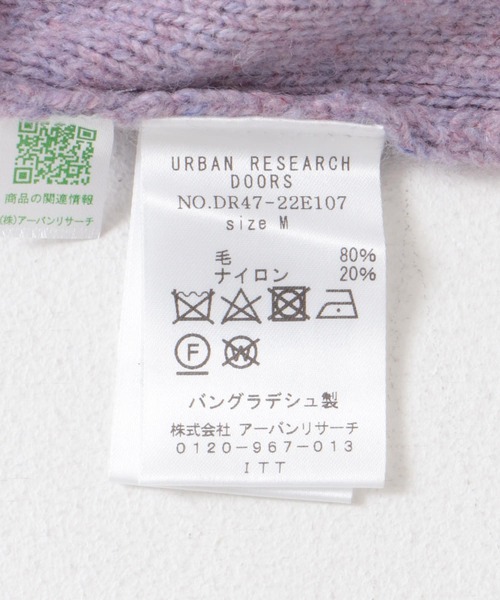 URBAN RESEARCH
DOORS
NO.DR47-22E107
size M
毛 80%
ナイロン 20%
F W
バングラデシュ製
株式会社 アーバンリサーチ
0120-967-013
ITT
商品の関連情報
(株)アーバンリサーチ